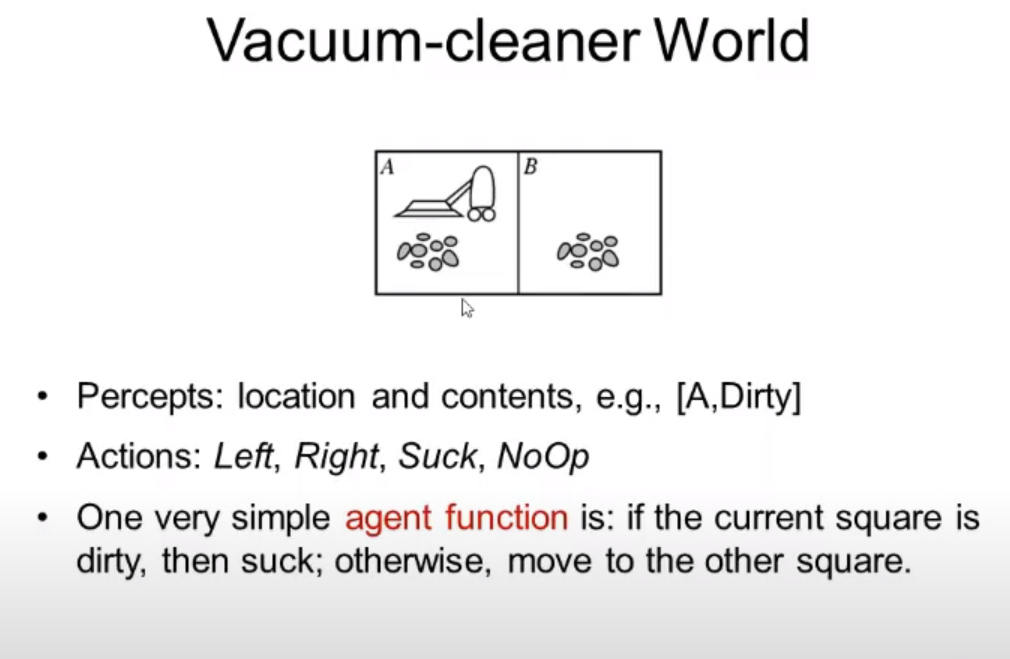 Vacuum-cleaner World
A B
• Percepts: location and contents, e.g., [A,Dirty]
• Actions: Left, Right, Suck, NoOp
• One very simple agent function is: if the current square is
dirty, then suck; otherwise, move to the other square.